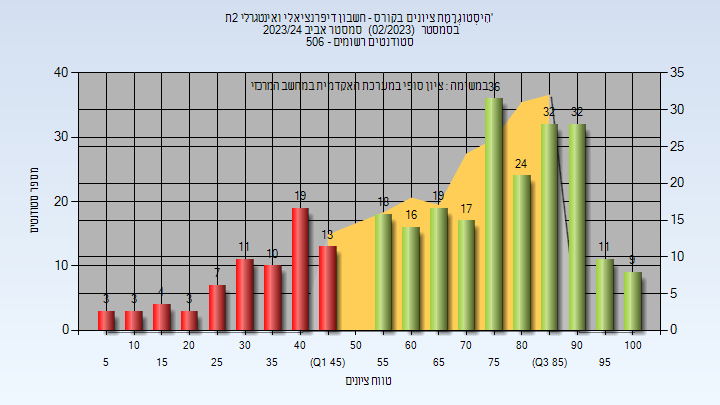 היסטוגרמת ציונים בקורס - חשבון דיפרנציאלי ואינטגרלי 2ת'
בסמסטר (02/2023) סמסטר אביב 2023/24
סטודנטים רשומים - 506
במשימה : ציון סופי במערכת האקדמית במחשב המרכזי
מספר סטודנטים
40 30 20 10 0
35 30 25 20 15 10 5 0
3 3 4 3 7 11 10 19 13 18 16 19 17 36 24 32 32 11 9
10 20 30 40 50 60 70 80 90 100
5 15 25 35 (Q1 45) 55 65 75 (Q3 85) 95
טווח ציונים